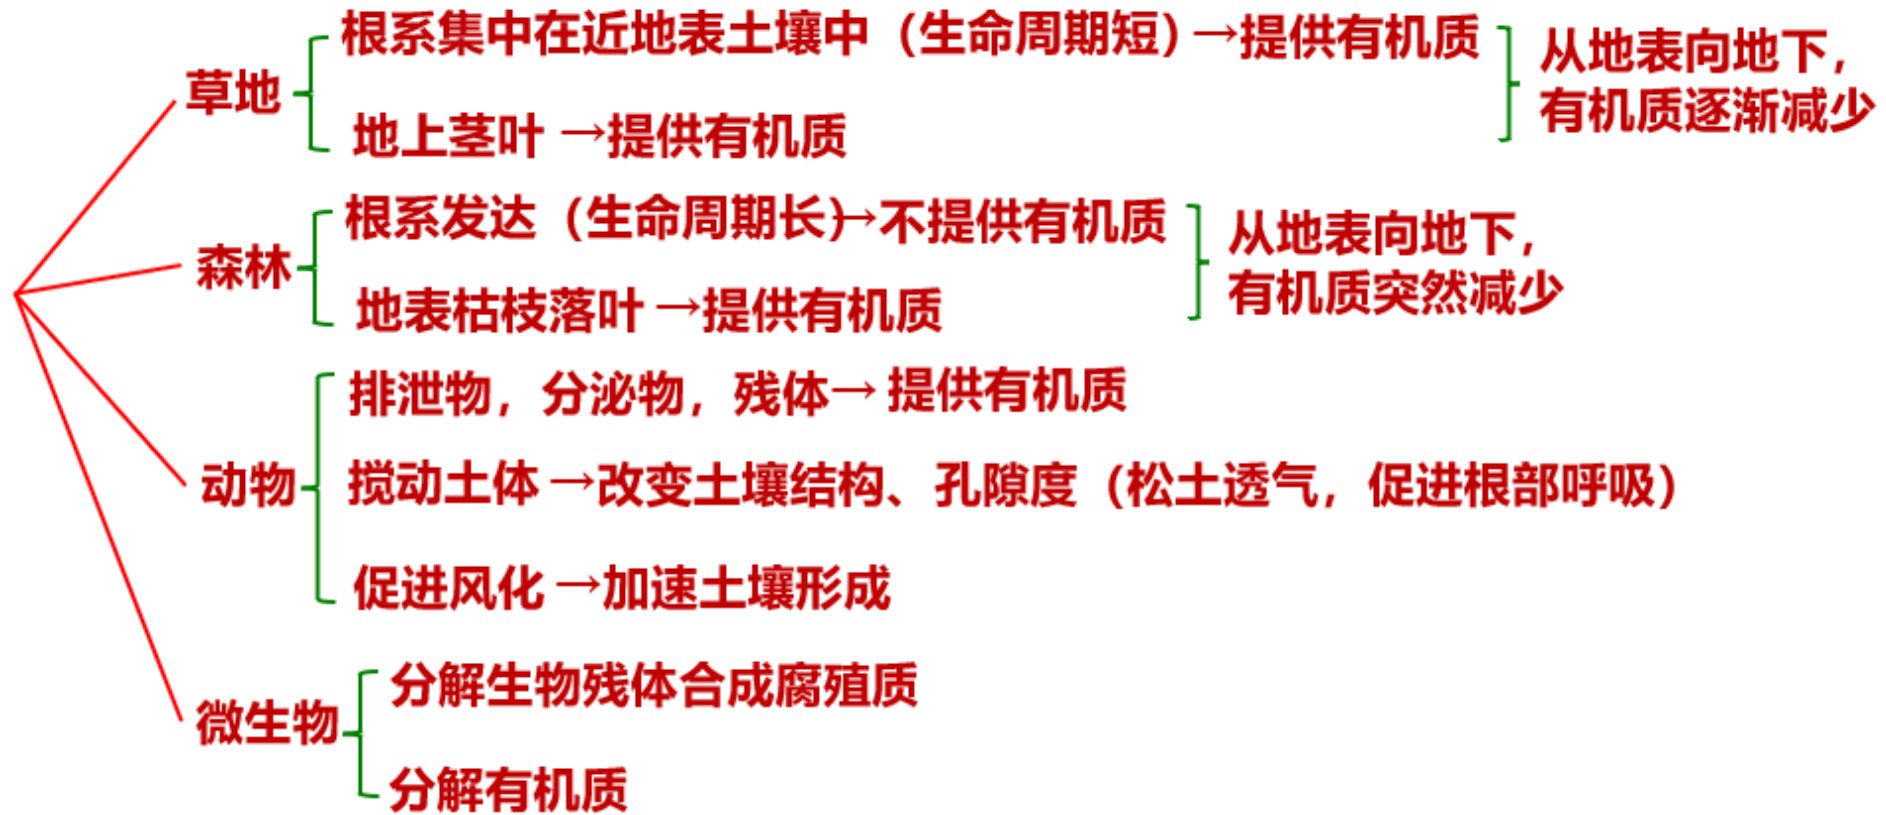 草地
根系集中在近地表土壤中（生命周期短）→提供有机质
地上茎叶 →提供有机质
从地表向地下，
有机质逐渐减少
森林
根系发达（生命周期长）→不提供有机质
地表枯枝落叶 →提供有机质
从地表向地下，
有机质突然减少
动物
排泄物，分泌物，残体→ 提供有机质
搅动土体 →改变土壤结构、孔隙度（松土透气，促进根部呼吸）
促进风化 →加速土壤形成
微生物
分解生物残体合成腐殖质
分解有机质